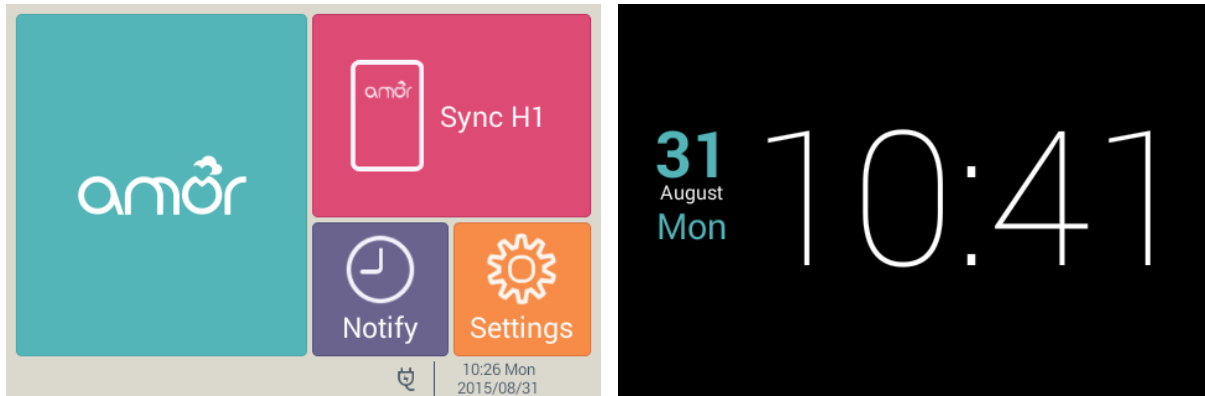 amor
amor
Sync H1
Notify
Settings
10:26 Mon
2015/08/31
31
August
Mon
10:41